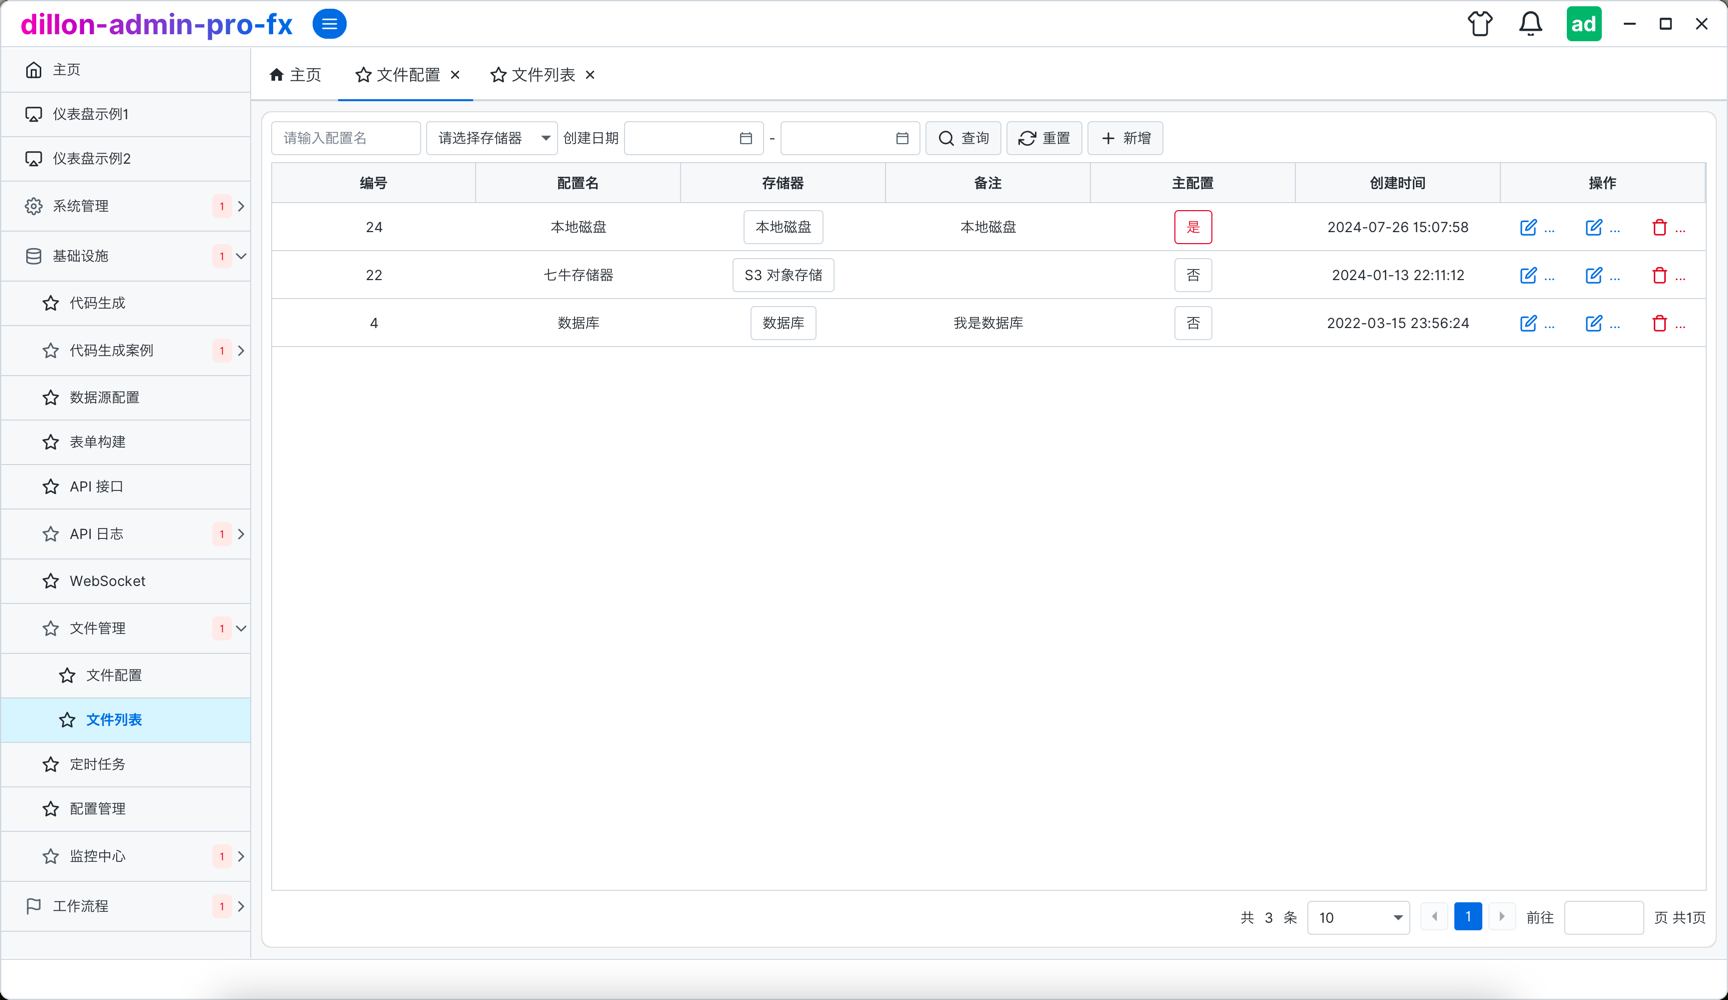 dillon-admin-pro-fx
ad
主页
仪表盘示例1
仪表盘示例2
系统管理 1
基础设施 1
代码生成
代码生成案例 1
数据源配置
表单构建
API 接口
API 日志 1
WebSocket
文件管理 1
文件配置
文件列表
定时任务
配置管理
监控中心 1
工作流程 1
主页 文件配置 文件列表
请输入配置名 请选择存储器 创建日期 - 查询 重置 新增
编号 配置名 存储器 备注 主配置 创建时间 操作
24 本地磁盘 本地磁盘 本地磁盘 是 2024-07-26 15:07:58 ... ... ...
22 七牛存储器 S3 对象存储 否 2024-01-13 22:11:12 ... ... ...
4 数据库 数据库 我是数据库 否 2022-03-15 23:56:24 ... ... ...
共 3 条 10 1 前往 页 共1页